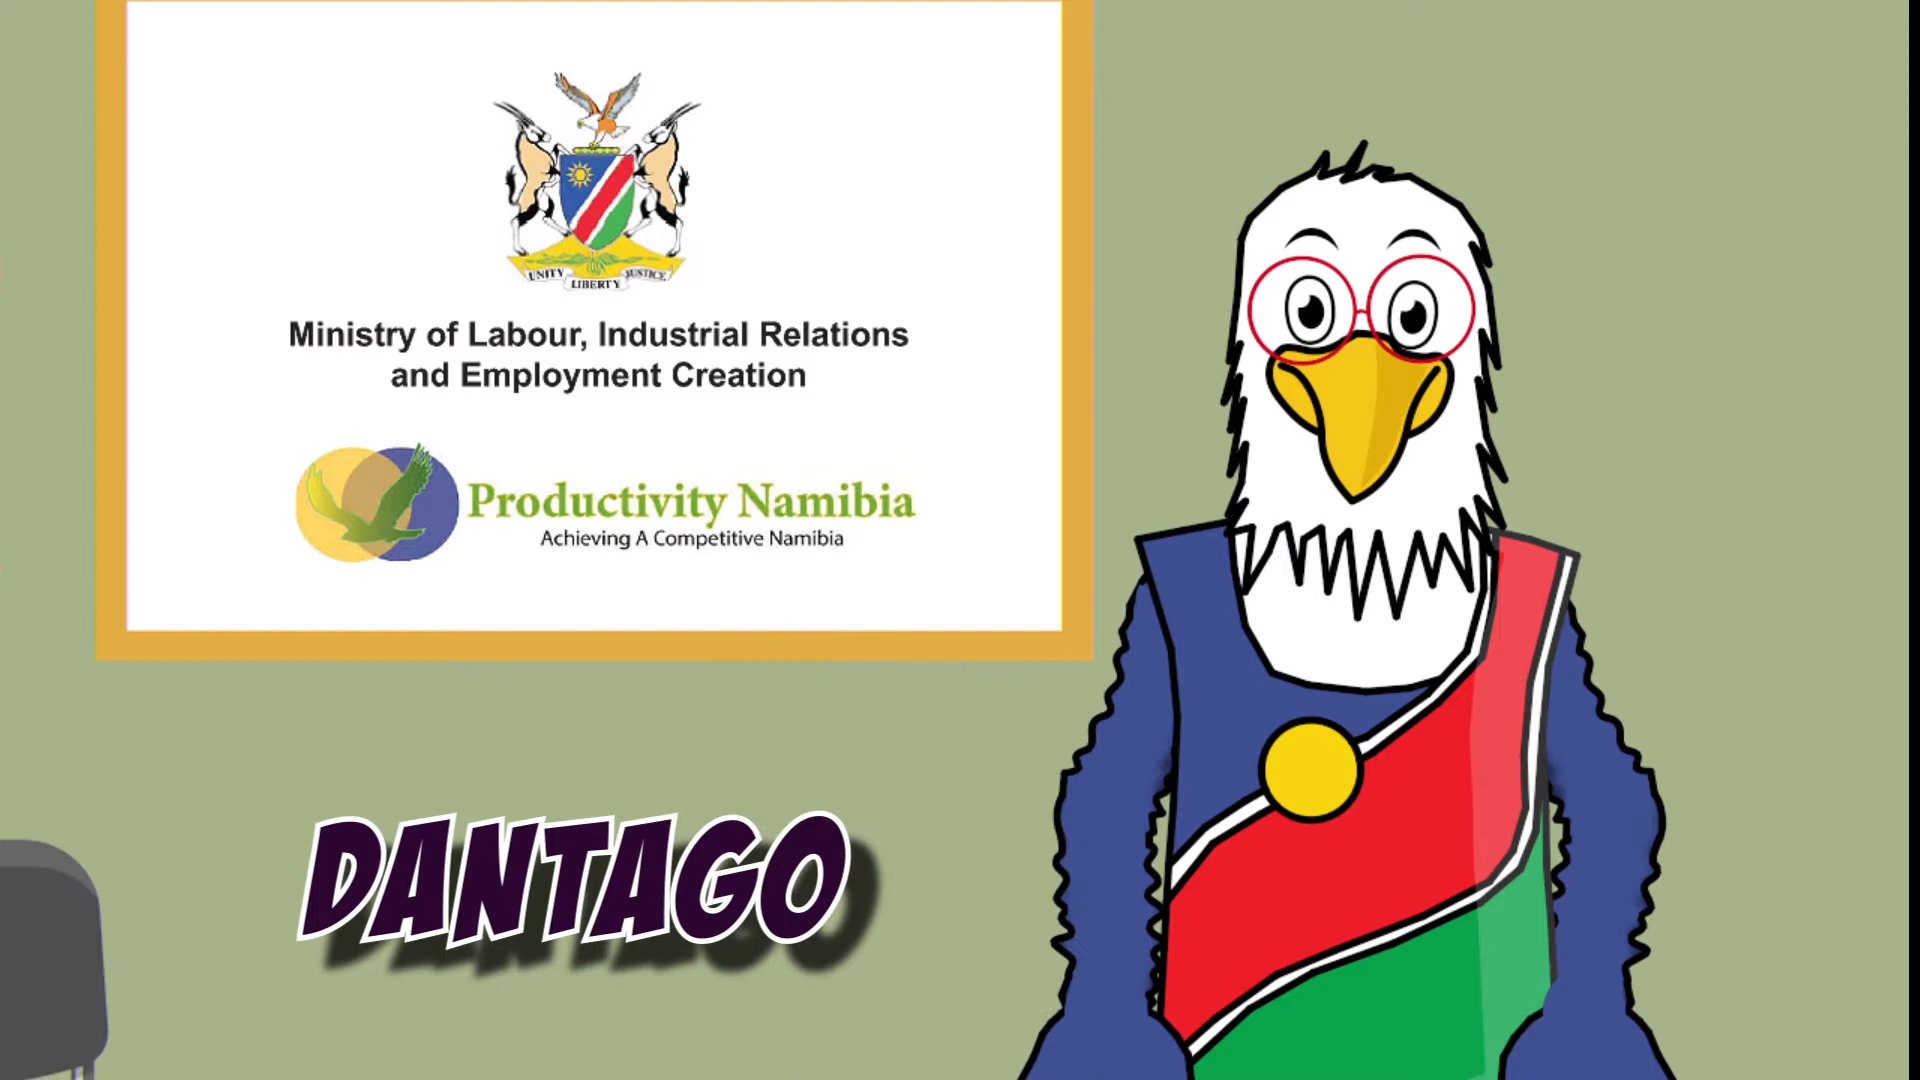 UNITY
LIBERTY
JUSTICE
Ministry of Labour, Industrial Relations
and Employment Creation
Productivity Namibia
Achieving A Competitive Namibia
DANTAGO